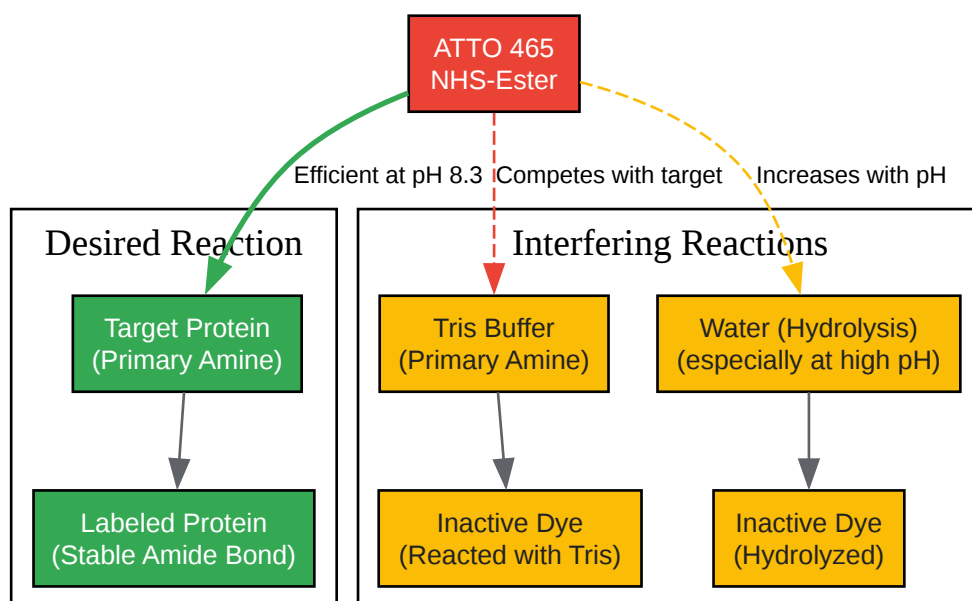 ATTO 465
NHS-Ester
Efficient at pH 8.3
Competes with target
Increases with pH
Desired Reaction
Interfering Reactions
Target Protein
(Primary Amine)
Tris Buffer
(Primary Amine)
Water (Hydrolysis)
(especially at high pH)
Labeled Protein
(Stable Amide Bond)
Inactive Dye
(Reacted with Tris)
Inactive Dye
(Hydrolyzed)